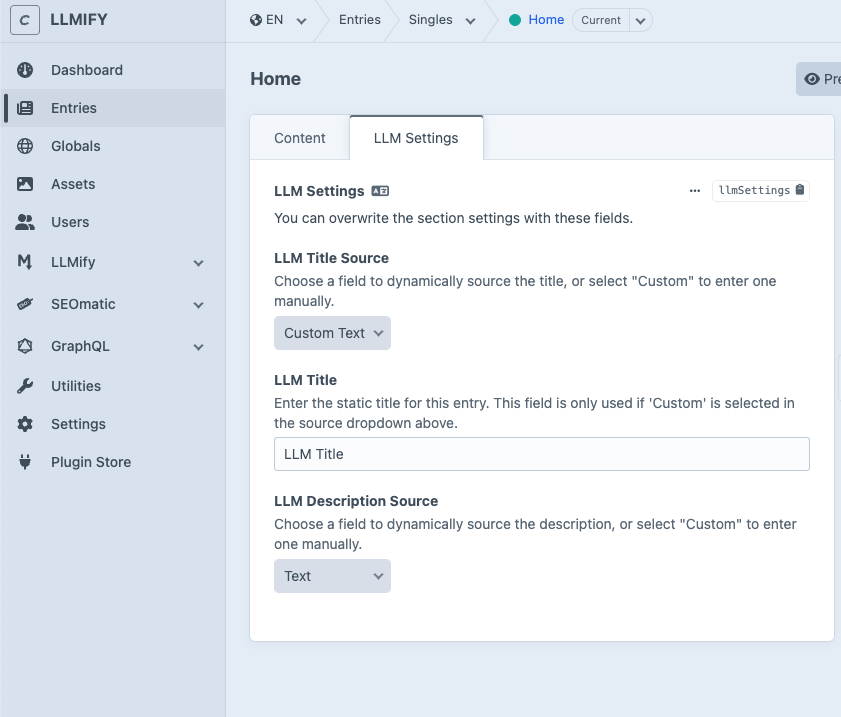 C LLMIFY
Dashboard
Entries
Globals
Assets
Users
LLMify
SEOmatic
GraphQL
Utilities
Settings
Plugin Store
EN Entries Singles Home Current
Home
Pre
Content LLM Settings
LLM Settings llmSettings
You can overwrite the section settings with these fields.
LLM Title Source
Choose a field to dynamically source the title, or select "Custom" to enter one
manually.
Custom Text
LLM Title
Enter the static title for this entry. This field is only used if 'Custom' is selected in
the source dropdown above.
LLM Title
LLM Description Source
Choose a field to dynamically source the description, or select "Custom" to enter
one manually.
Text